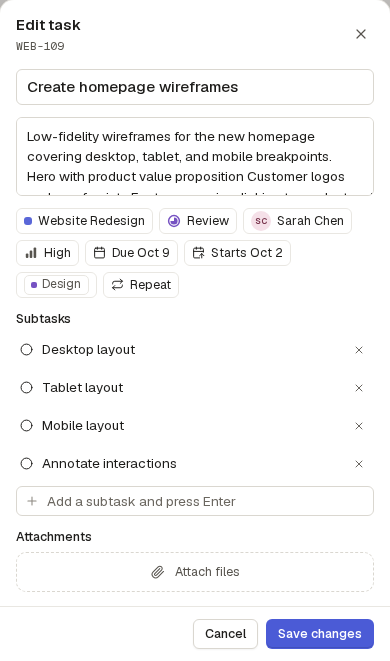 Edit task
WEB-109
Create homepage wireframes
Low-fidelity wireframes for the new homepage
covering desktop, tablet, and mobile breakpoints.
Hero with product value proposition Customer logos
Website Redesign Review SC Sarah Chen
High Due Oct 9 Starts Oct 2
Design Repeat
Subtasks
Desktop layout
Tablet layout
Mobile layout
Annotate interactions
Add a subtask and press Enter
Attachments
Attach files
Cancel Save changes